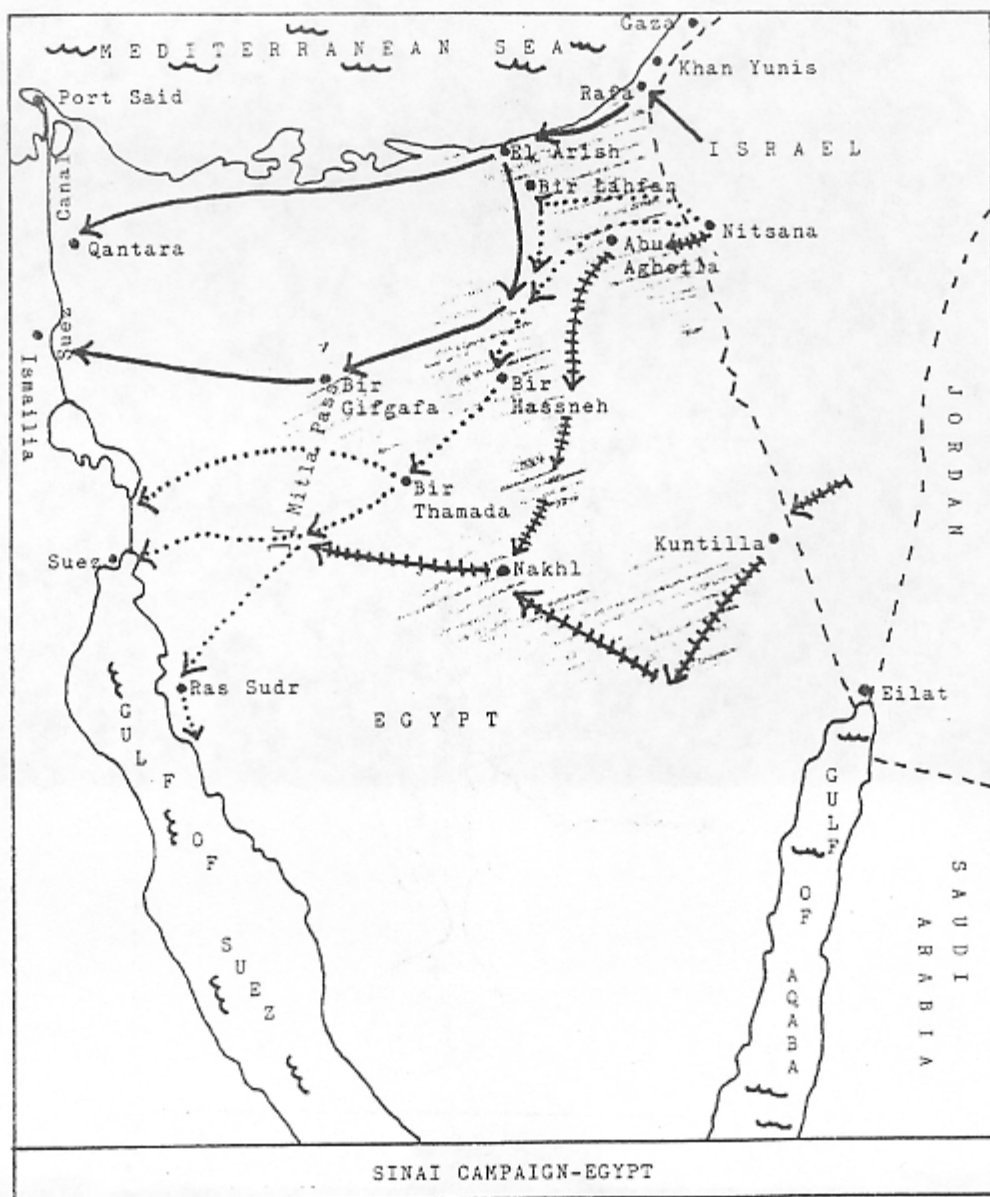 Gaza
MEDITERRANEAN SEA
Khan Yunis
Port Said
Rafa
ISRAEL
El Arish
Bir Lahfan
Canal
Nitsana
Qantara
Abu
Agheila
Suez
Ismailia
Bir
Gifgafa
Bir
Hassneh
JORDAN
Mitla Pass
Bir
Thamada
Kuntilla
Suez
Nakhl
Ras Sudr
EGYPT
Eilat
GULF OF SUEZ
GULF OF AQABA
SAUDI
ARABIA
SINAI CAMPAIGN-EGYPT